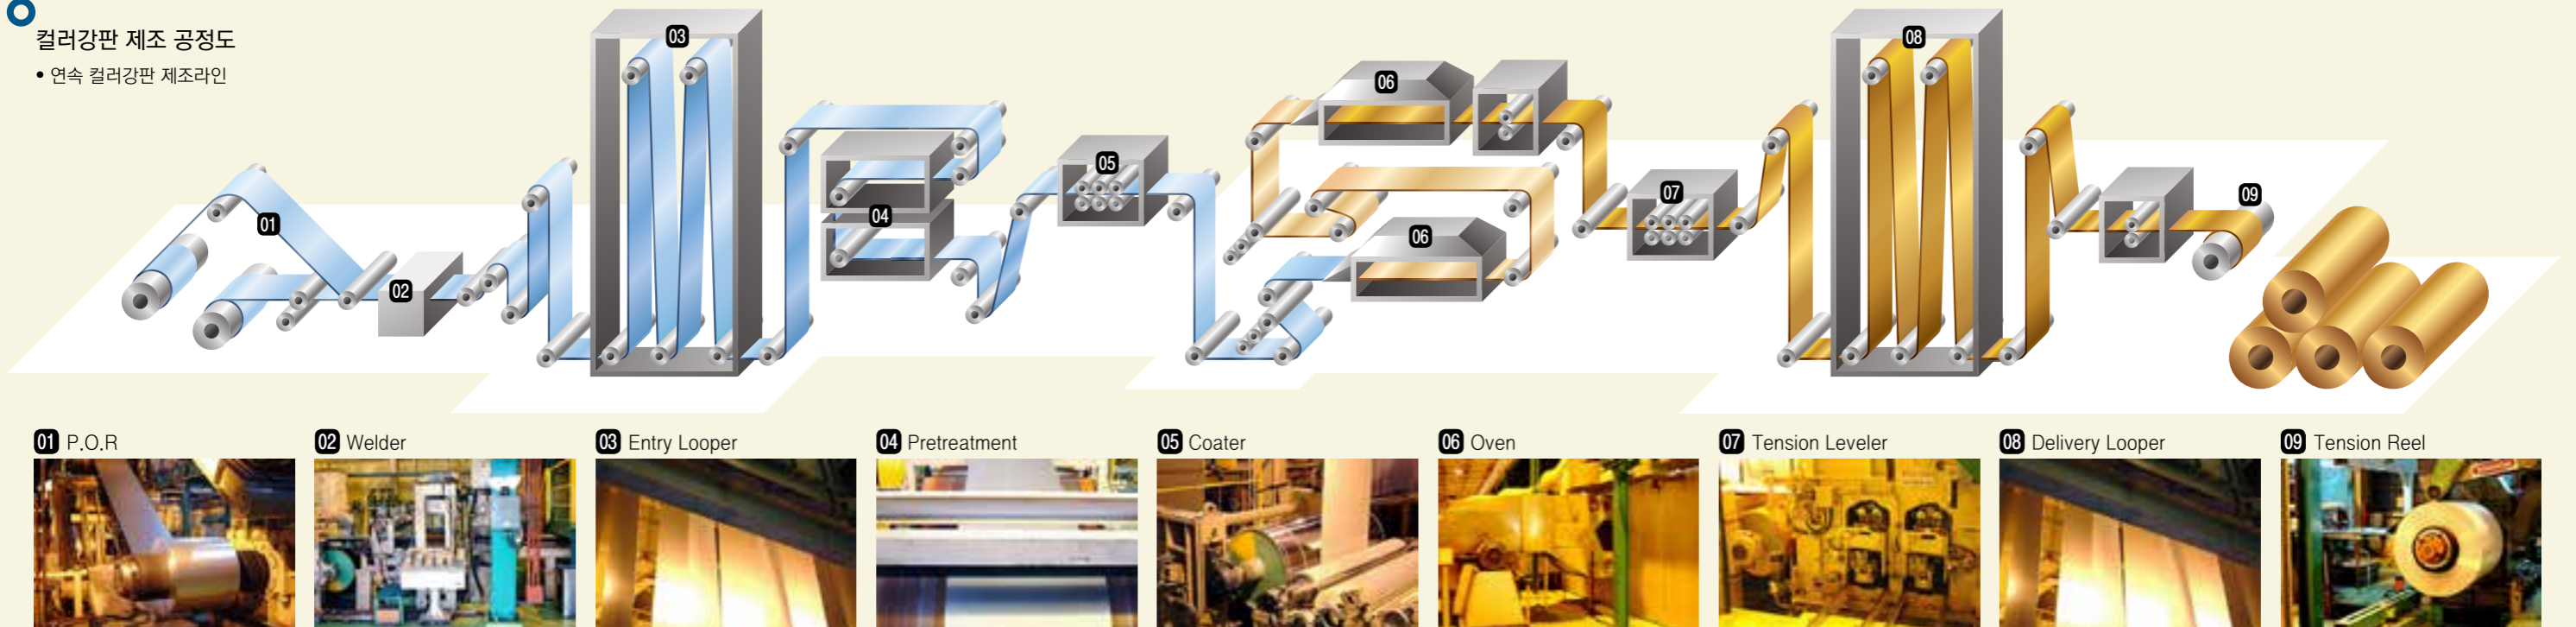 컬러강판 제조 공정도
• 연속 컬러강판 제조라인
03
08
06
05
01
04
07
09
06
02
01 P.O.R
02 Welder
03 Entry Looper
04 Pretreatment
05 Coater
06 Oven
07 Tension Leveler
08 Delivery Looper
09 Tension Reel